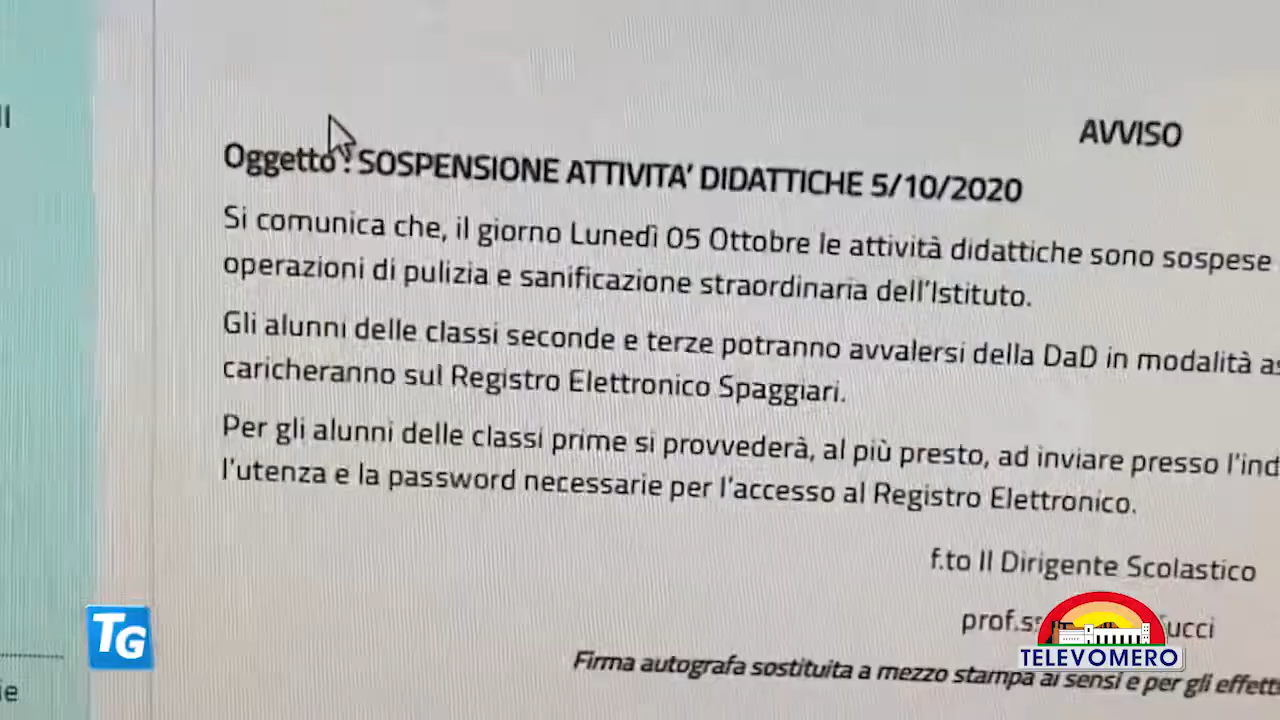 AVVISO
Oggetto : SOSPENSIONE ATTIVITA' DIDATTICHE 5/10/2020
Si comunica che, il giorno Lunedì 05 Ottobre le attività didattiche sono sospese
operazioni di pulizia e sanificazione straordinaria dell'Istituto.
Gli alunni delle classi seconde e terze potranno avvalersi della DaD in modalità
caricheranno sul Registro Elettronico Spaggiari.
Per gli alunni delle classi prime si provvederà, al più presto, ad inviare presso
l'utenza e la password necessarie per l'accesso al Registro Elettronico.
f.to Il Dirigente Scolastico
Firma autografa sostituita a mezzo stampa ai sensi e per gli
TG
TELEVOMERO